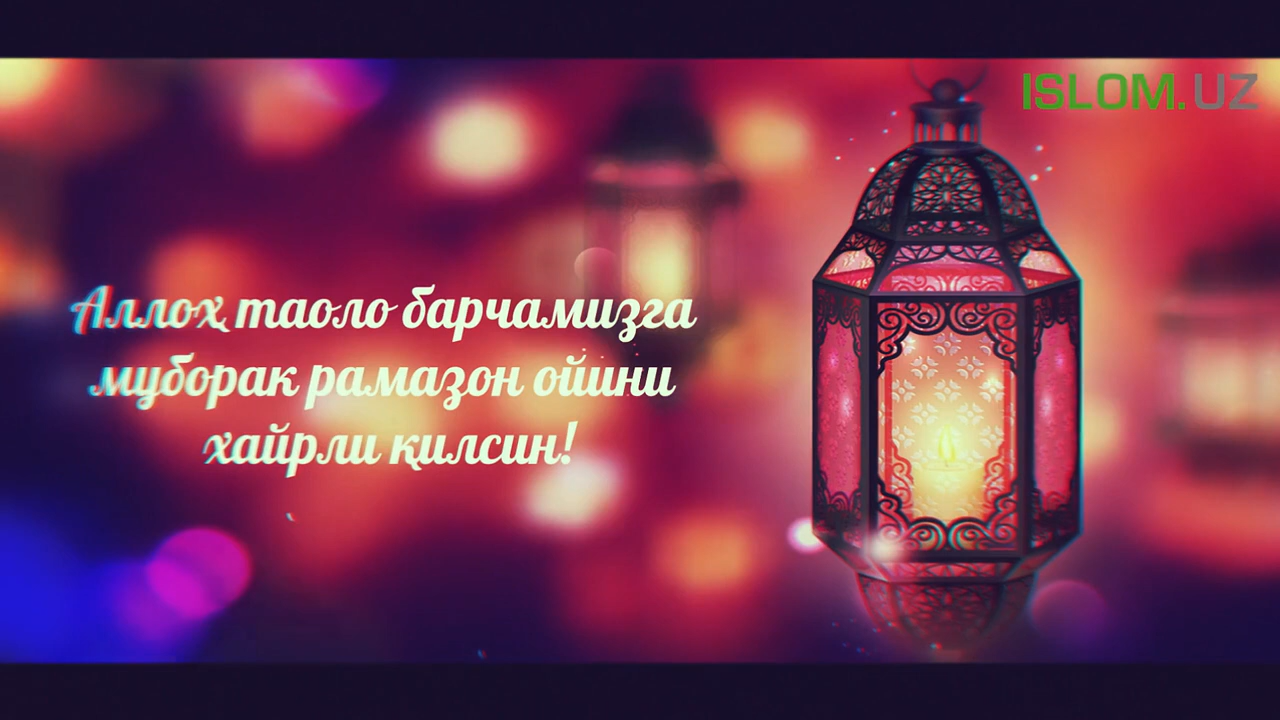 ISLOM.UZ
Аллоҳ таоло барчамизга
муборак рамазон ойини
хайрли қилсин!